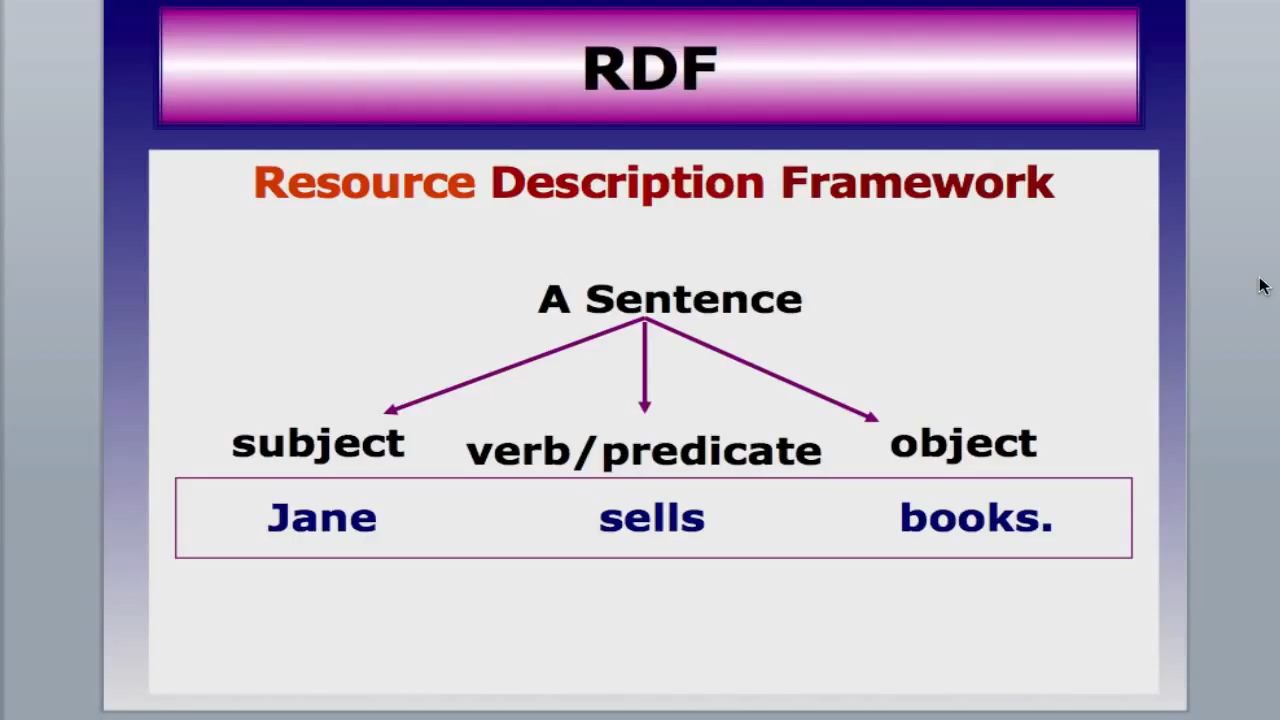 RDF
Resource Description Framework
A Sentence
subject verb/predicate object
Jane sells books.